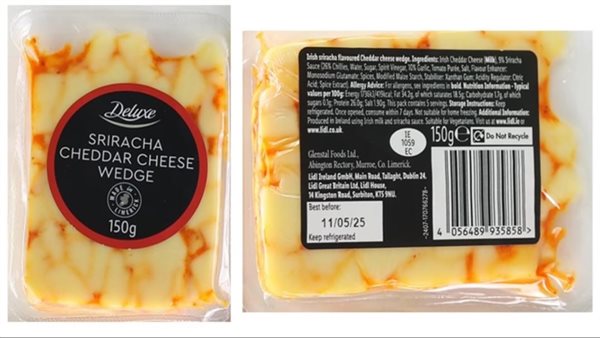 Deluxe
SRIRACHA
CHEDDAR CHEESE
WEDGE
MADE IN
LIMERICK
150g
Irish sriracha flavoured Cheddar cheese wedge. Ingredients: Irish Cheddar Cheese (Milk), 9% Sriracha
Sauce (26% Chillies, Water, Sugar, Spirit Vinegar, 10% Garlic, Tomato Purée, Salt, Flavour Enhancer:
Monosodium Glutamate; Spices, Modified Maize Starch, Stabiliser: Xanthan Gum; Acidity Regulator: Citric
Acid, Spice Extract). Allergy Advice: For allergens, see ingredients in bold. Nutrition Information - Typical
values per 100g: Energy 1736kJ/419kcal; Fat 34.2g, of which saturates 18.5g; Carbohydrate 1.7g, of which
sugars 0.1g; Protein 26.0g; Salt 1.90g. This pack contains 5 servings. Storage Instructions: Keep
refrigerated. Once opened, consume within 7 days. Not suitable for home freezing. Additional Information:
Produced in Ireland using Irish milk and sriracha sauce. Suitable for Vegetarians. Visit us at www.lidl.ie or
www.lidl.co.uk
IE
1059
EC
150g e
Do Not Recycle
Glenstal Foods Ltd.,
Abington Rectory, Murroe, Co. Limerick.
Lidl Ireland GmbH, Main Road, Tallaght, Dublin 24.
Lidl Great Britain Ltd, Lidl House,
14 Kingston Road, Surbiton, KT5 9NU.
Best before:
11/05/25
Keep refrigerated
-2407-170766278-
4 056489 935858 >